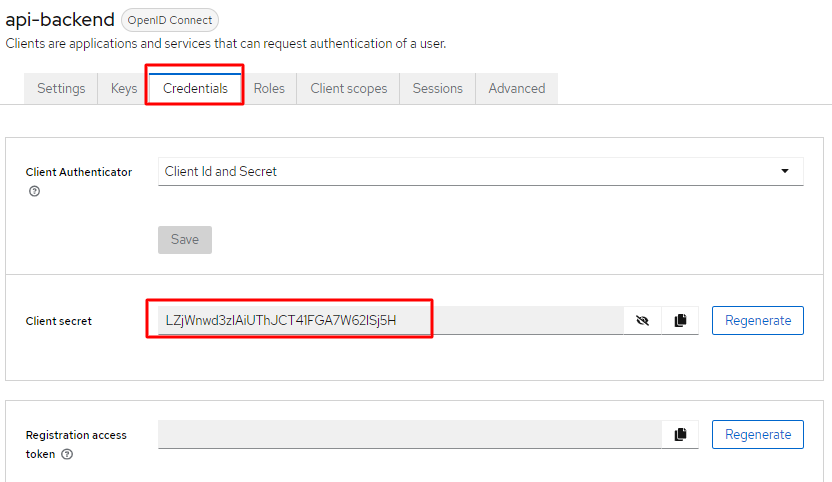 api-backend OpenID Connect
Clients are applications and services that can request authentication of a user.
Settings Keys Credentials Roles Client scopes Sessions Advanced
Client Authenticator Client Id and Secret
Save
Client secret LZjWnwd3zIAiUThJCT41FGA7W62ISj5H Regenerate
Registration access
token Regenerate